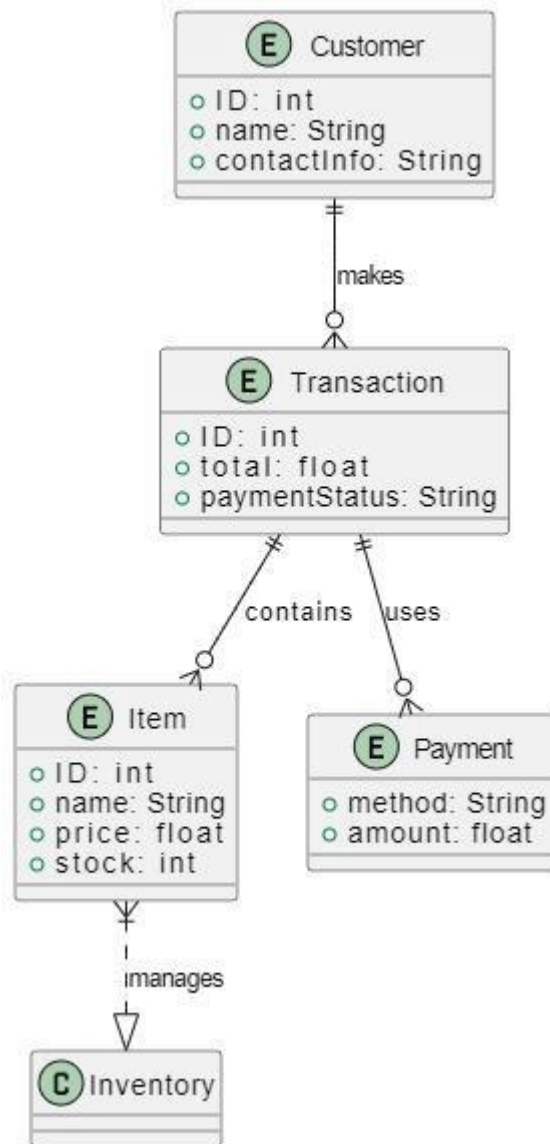 E Customer
ID: int
name: String
contactInfo: String
makes
E Transaction
ID: int
total: float
paymentStatus: String
contains
uses
E Item
ID: int
name: String
price: float
stock: int
E Payment
method: String
amount: float
manages
C Inventory